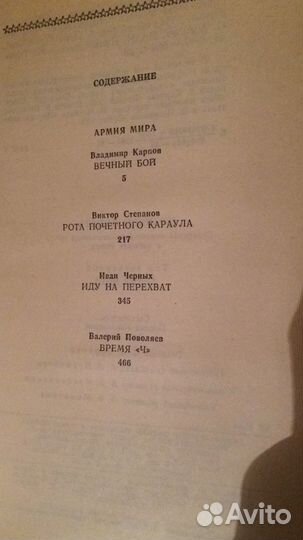 СОДЕРЖАНИЕ
АРМИЯ МИРА
Владимир Карпов
ВЕЧНЫЙ БОЙ
5
Виктор Степанов
РОТА ПОЧЕТНОГО КАРАУЛА
217
Иван Черных
ИДУ НА ПЕРЕХВАТ
345
Валерий Поволяев
ВРЕМЯ «Ч»
466
Avito